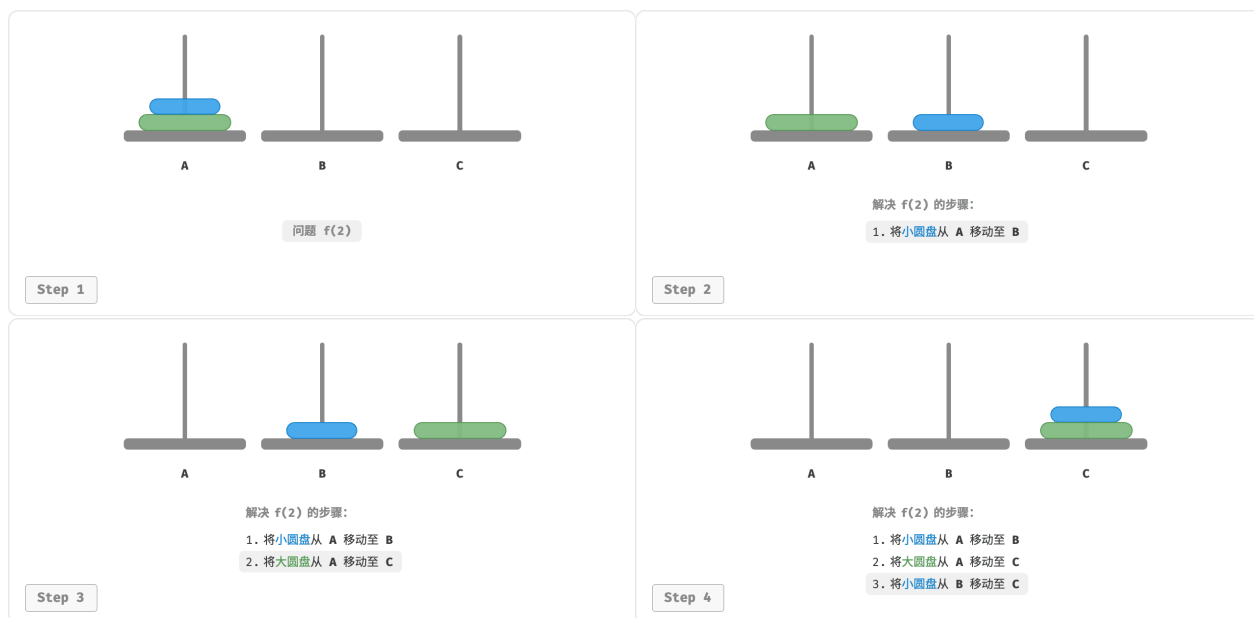 A B C
问题 f(2)
Step 1
A B C
解决 f(2) 的步骤：
1. 将小圆盘从 A 移动至 B
Step 2
A B C
解决 f(2) 的步骤：
1. 将小圆盘从 A 移动至 B
2. 将大圆盘从 A 移动至 C
Step 3
A B C
解决 f(2) 的步骤：
1. 将小圆盘从 A 移动至 B
2. 将大圆盘从 A 移动至 C
3. 将小圆盘从 B 移动至 C
Step 4